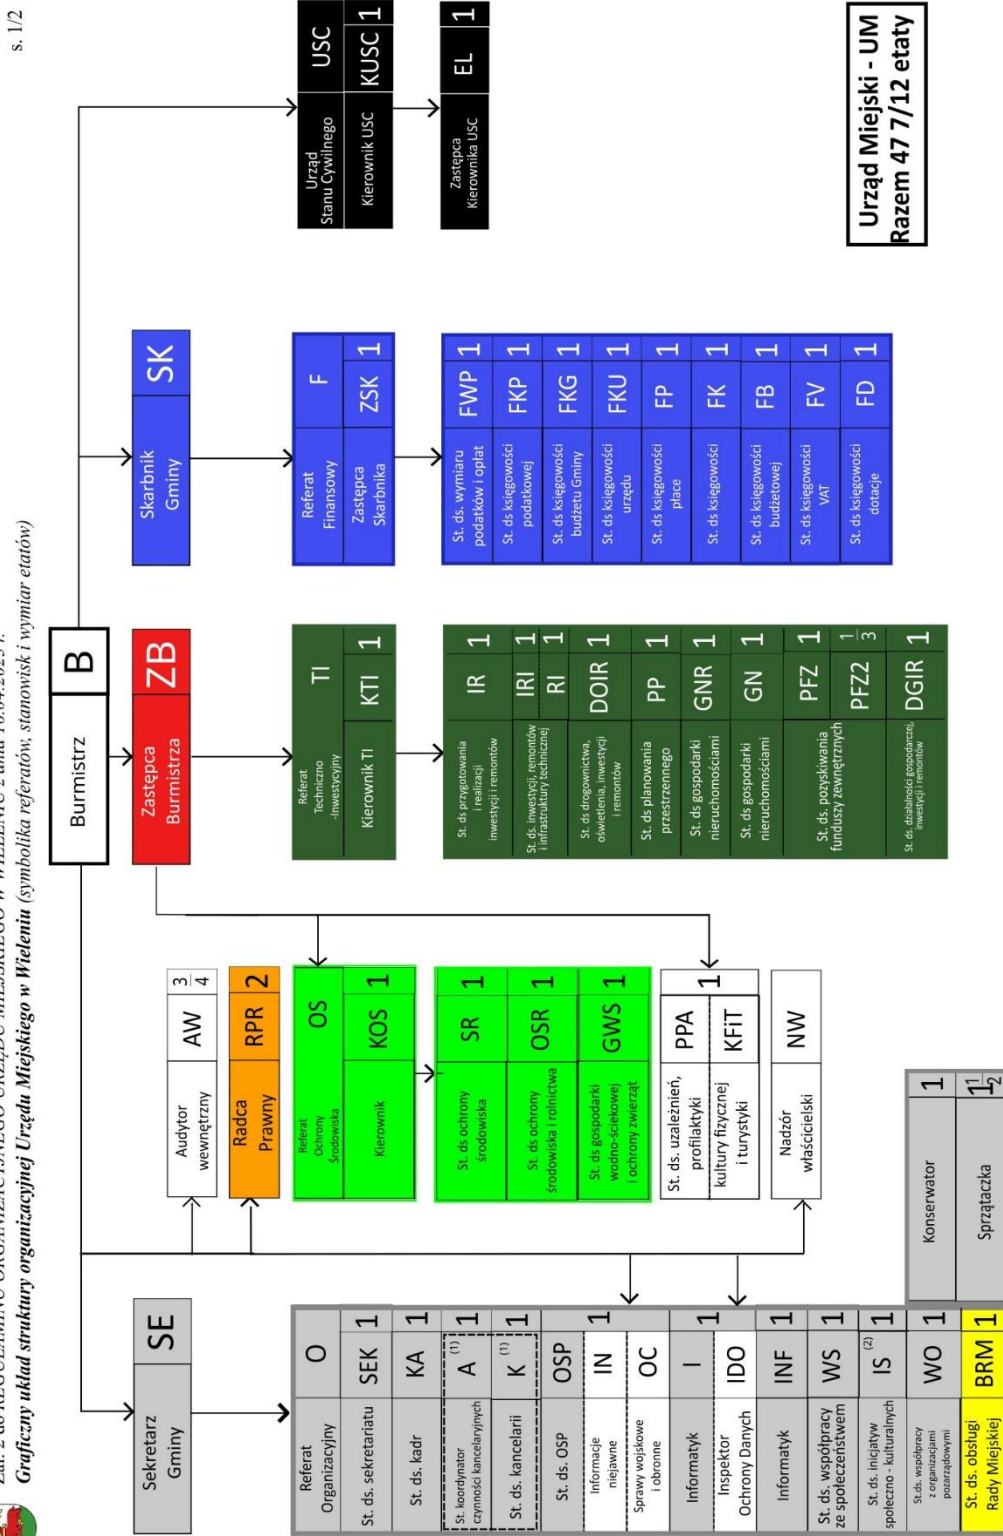 Zał. 2 do REGULAMINU ORGANIZACYJNEGO URZĘDU MIEJSKIEGO W WIELENIU z dnia
s. 1/2
Graficzny układ struktury organizacyjnej Urzędu Miejskiego w Wieleniu (symbolika referatów, stanowisk i wymiar etatów)
Burmistrz B
Sekretarz
Gminy
SE
Zastępca
Burmistrza
ZB
Skarbnik
Gminy
SK
Referat
Organizacyjny
O
St. ds. sekretariatu SEK 1
St. ds. kadr KA 1
St. ds. koordynator
czynności kancelaryjnych
A (1) 1
St. ds. kancelarii K (1) 1
St. ds. OSP OSP
Informacje
niejawne
IN 1
Sprawy wojskowe
i obronne
OC
Informatyk I 1
Inspektor
Ochrony Danych
IDO
Informatyk INF 1
St. ds. współpracy
ze społeczeństwem
WS 1
St. ds. inicjatyw
społeczno - kulturalnych
IS (2) 1
St.ds. współpracy
z organizacjami
pozarządowymi
WO 1
St. ds. obsługi
Rady Miejskiej
BRM 1
Konserwator 1
Sprzątaczka 1 1/2
Audytor
wewnętrzny
AW 3/4
Radca
Prawny
RPR 2
Referat
Ochrony
Środowiska
OS
Kierownik KOS 1
St. ds ochrony
środowiska
SR 1
St. ds ochrony
środowiska i rolnictwa
OSR 1
St. ds gospodarki
wodno-ściekowej
i ochrony zwierząt
GWS 1
St. ds. uzależnień,
profilaktyki
PPA 1
kultury fizycznej
i turystyki
KFiT
Nadzór
właścicielski
NW
Referat
Techniczno
-Inwestycyjny
TI
Kierownik TI KTI 1
St. ds przygotowania
i realizacji
inwestycji i remontów
IR 1
St. ds. inwestycji, remontów
i infrastruktury technicznej
IRI 1
RI 1
St. ds drogownictwa,
oświetlenia, inwestycji
i remontów
DOIR 1
St. ds planowania
przestrzennego
PP 1
St. ds gospodarki
nieruchomościami
GNR 1
St. ds gospodarki
nieruchomościami
GN 1
St. ds. pozyskiwania
funduszy zewnętrznych
PFZ 1
PFZ2 1/3
St. ds. działalności gospodarczej,
inwestycji i remontów
DGIR 1
Referat
Finansowy
F
Zastępca
Skarbnika
ZSK 1
St. ds. wymiaru
podatków i opłat
FWP 1
St. ds księgowości
podatkowej
FKP 1
St. ds księgowości
budżetu Gminy
FKG 1
St. ds księgowości
urzędu
FKU 1
St. ds księgowości
płace
FP 1
St. ds księgowości FK 1
St. ds księgowości
budżetowej
FB 1
St. ds księgowości
VAT
FV 1
St. ds księgowości
dotacje
FD 1
Urząd
Stanu Cywilnego
USC
Kierownik USC KUSC 1
Zastępca
Kierownika USC
EL 1
Urząd Miejski - UM
Razem 47 7/12 etaty